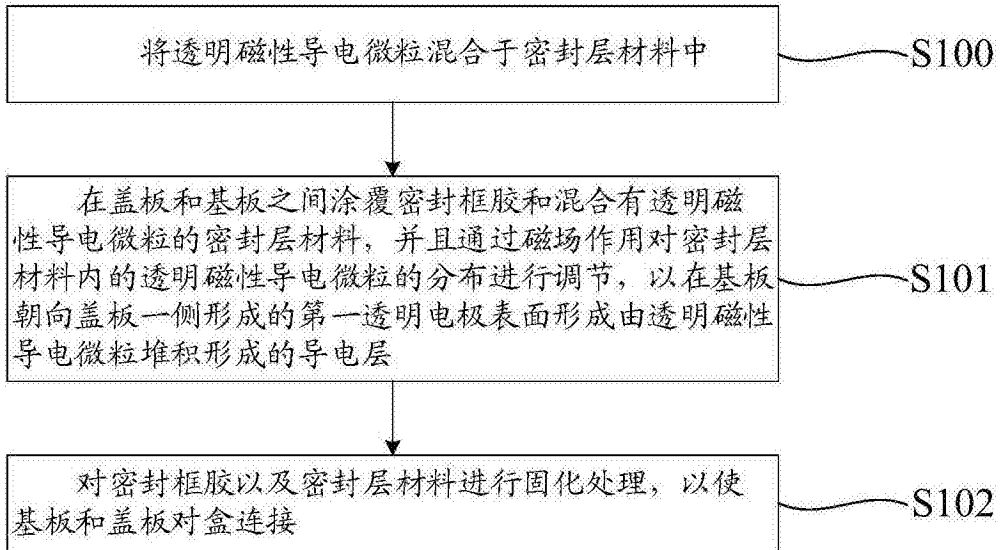 将透明磁性导电微粒混合于密封层材料中
S100
在盖板和基板之间涂覆密封框胶和混合有透明磁
性导电微粒的密封层材料，并且通过磁场作用对密封层
材料内的透明磁性导电微粒的分布进行调节，以在基板
朝向盖板一侧形成的第一透明电极表面形成由透明磁性
导电微粒堆积形成的导电层
S101
对密封框胶以及密封层材料进行固化处理，以使
基板和盖板对盒连接
S102